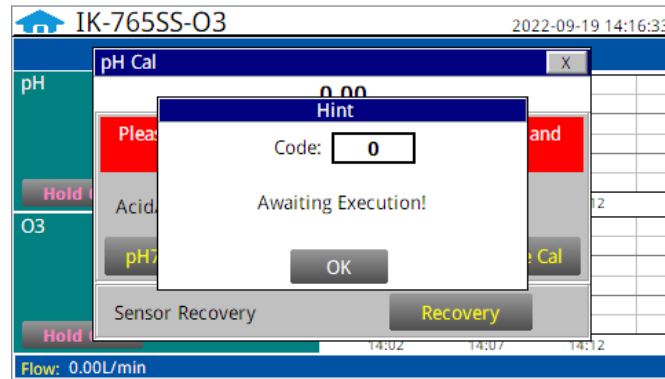 IK-765SS-O3
2022-09-19 14:16:33
pH Cal
X
pH
0.00
Hint
Code: 0
and
Awaiting Execution!
OK
Hold
12
O3
Cal
Sensor Recovery
Recovery
Hold
14:02
14:07
14:12
Flow: 0.00L/min